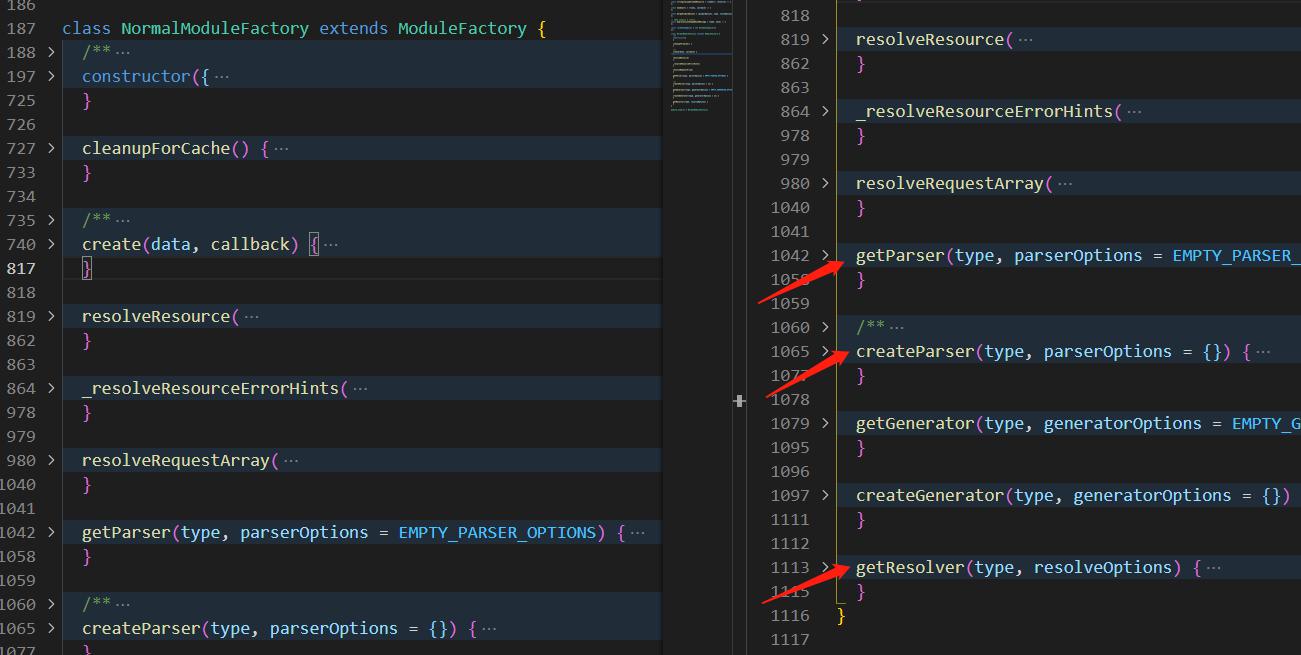 186
187 class NormalModuleFactory extends ModuleFactory {
188 > /** ···
197 > constructor({ ···
725 }
726
727 > cleanupForCache() { ···
733 }
734
735 > /** ···
740 > create(data, callback) { ···
817 }
818
819 > resolveResource( ···
862 }
863
864 > _resolveResourceErrorHints( ···
978 }
979
980 > resolveRequestArray( ···
1040 }
1041
1042 > getParser(type, parserOptions = EMPTY_PARSER_OPTIONS) { ···
1058 }
1059
1060 > /** ···
1065 > createParser(type, parserOptions = {}) { ···
1077 }
818
819 > resolveResource( ···
862 }
863
864 > _resolveResourceErrorHints( ···
978 }
979
980 > resolveRequestArray( ···
1040 }
1041
1042 > getParser(type, parserOptions = EMPTY_PARSER_
1058 }
1059
1060 > /** ···
1065 > createParser(type, parserOptions = {}) { ···
1077 }
1078
1079 > getGenerator(type, generatorOptions = EMPTY_G
1095 }
1096
1097 > createGenerator(type, generatorOptions = {})
1111 }
1112
1113 > getResolver(type, resolveOptions) { ···
1115 }
1116 }
1117